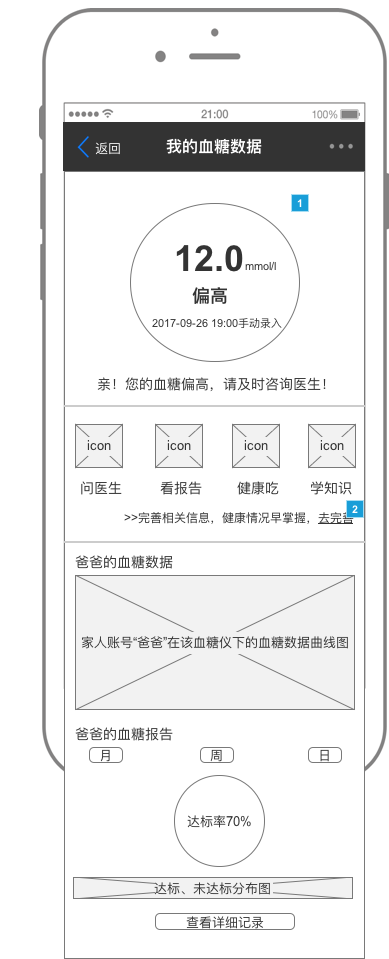 21:00
100%
返回
我的血糖数据
1
12.0mmol/l
偏高
2017-09-26 19:00手动录入
亲！您的血糖偏高，请及时咨询医生！
icon icon icon icon
问医生 看报告 健康吃 学知识
2
>>完善相关信息，健康情况早掌握，去完善
爸爸的血糖数据
家人账号“爸爸”在该血糖仪下的血糖数据曲线图
爸爸的血糖报告
月 周 日
达标率70%
达标、未达标分布图
查看详细记录